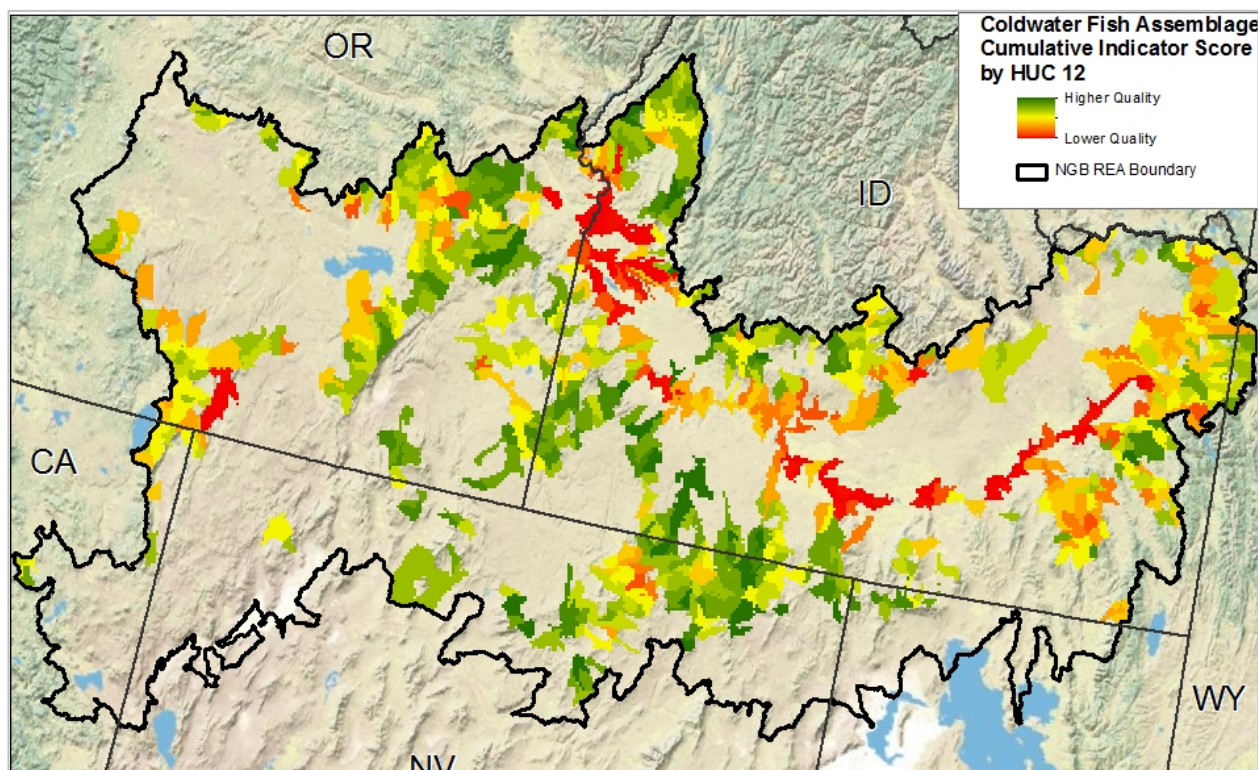 Coldwater Fish Assemblage
Cumulative Indicator Score
by HUC 12
Higher Quality
Lower Quality
NGB REA Boundary
OR
ID
CA
WY
NV